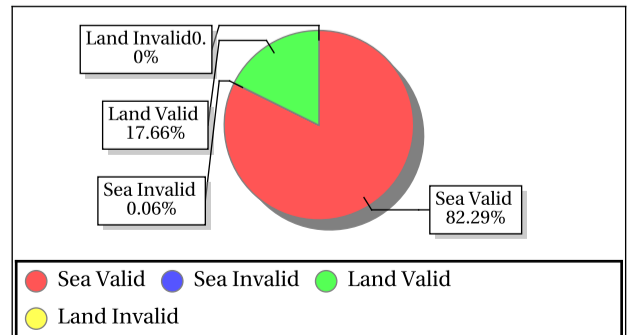 Land Invalid0.
0%
Land Valid
17.66%
Sea Invalid
0.06%
Sea Valid
82.29%
Sea Valid Sea Invalid Land Valid
Land Invalid